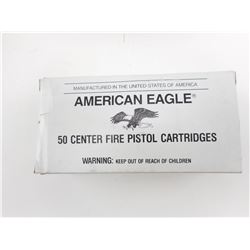 MANUFACTURED IN THE UNITED STATES OF AMERICA
AMERICAN EAGLE®
50 CENTER FIRE PISTOL CARTRIDGES
WARNING: KEEP OUT OF REACH OF CHILDREN